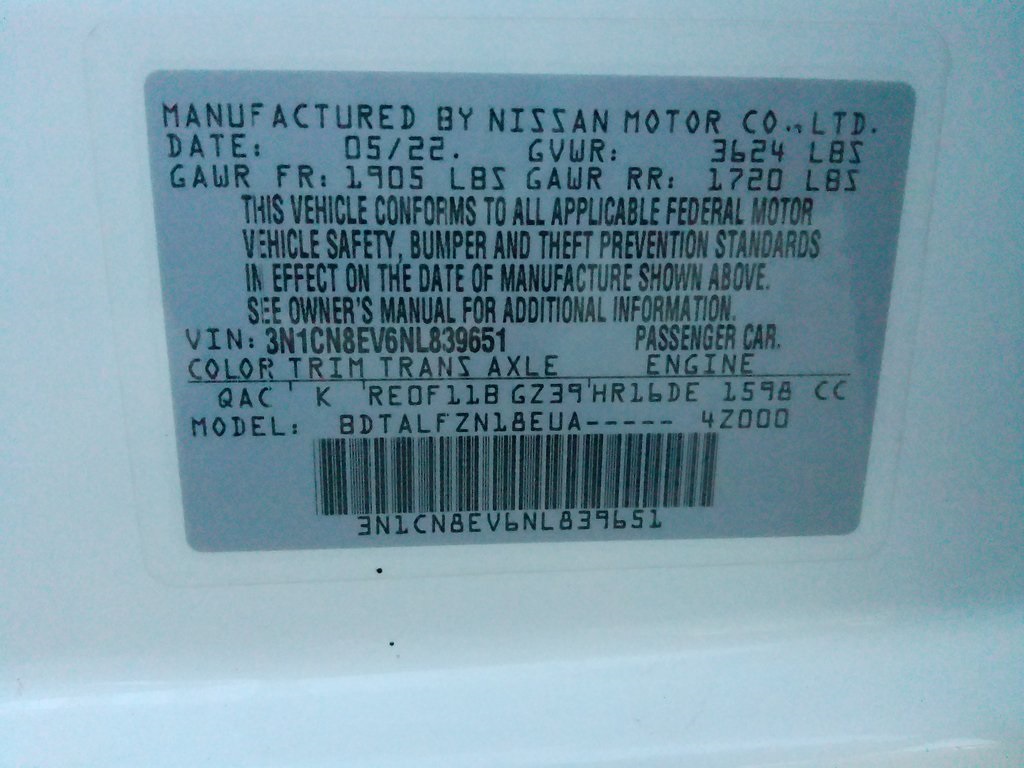 MANUFACTURED BY NISSAN MOTOR CO., LTD.
DATE: 05/22. GVWR: 3624 LBS
GAWR FR: 1905 LBS GAWR RR: 1720 LBS
THIS VEHICLE CONFORMS TO ALL APPLICABLE FEDERAL MOTOR
VEHICLE SAFETY, BUMPER AND THEFT PREVENTION STANDARDS
IN EFFECT ON THE DATE OF MANUFACTURE SHOWN ABOVE.
SEE OWNER'S MANUAL FOR ADDITIONAL INFORMATION.
VIN: 3N1CN8EV6NL839651 PASSENGER CAR.
COLOR TRIM TRANS AXLE ENGINE
QAC ' K 'RE0F11B GZ39'HR16DE 1598 CC
MODEL: BDTALFZN18EUA----- 4Z000
3N1CN8EV6NL839651